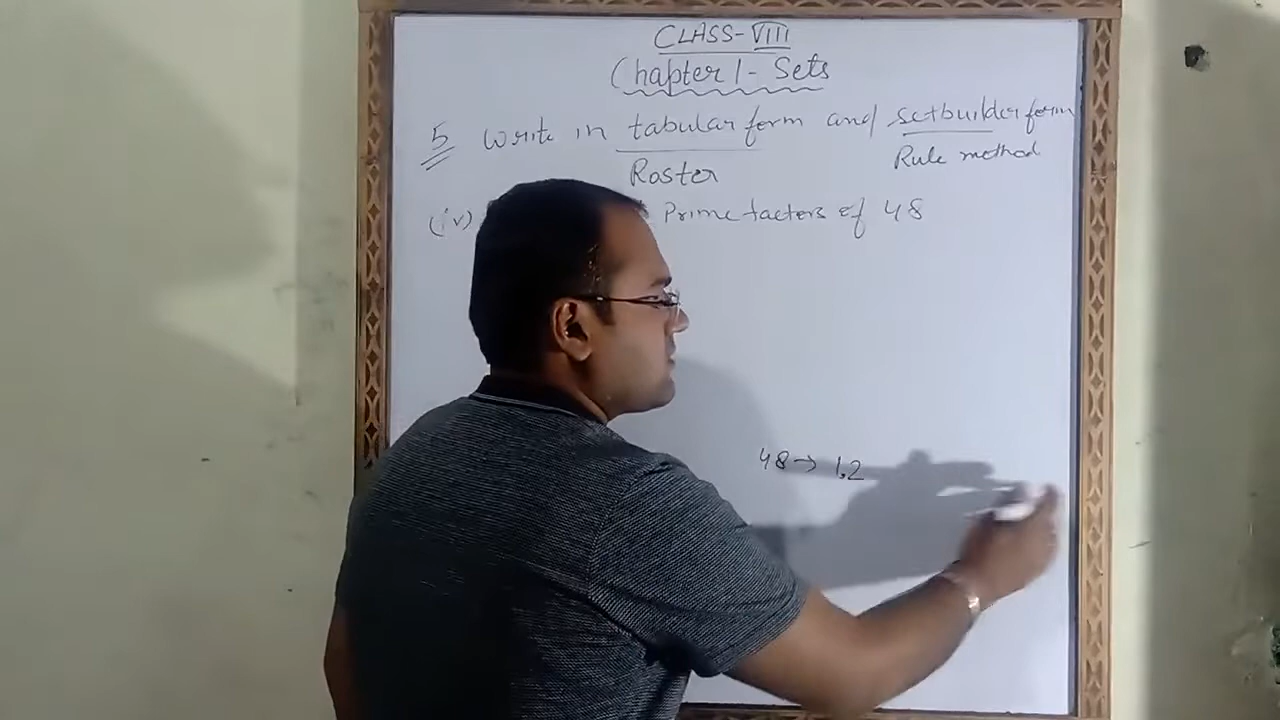 CLASS-VIII
Chapter 1- Sets
5 Write in tabular form and setbuilder form
Roster Rule method
(iv) Prime factors of 48
48→ 1,2